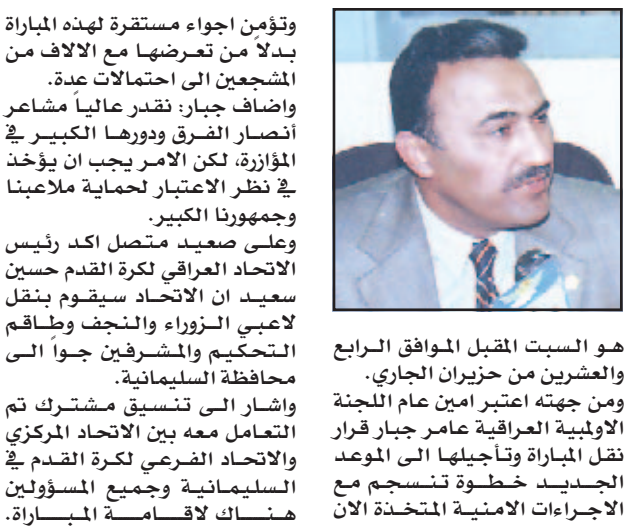 هو السبت المقبل الموافق الرابع
والعشرين من حزيران الجاري.
ومن جهته اعتبر امين عام اللجنة
الاولمبية العراقية عامر جبار قرار
نقل المباراة وتأجيلها الى الموعد
الجديد خطوة تنسجم مع
الاجراءات الامنية المتخذة الان
وتؤمن اجواء مستقرة لهذه المباراة
بدلاً من تعرضها مع الالاف من
المشجعين الى احتمالات عدة.
واضاف جبار: نقدر عالياً مشاعر
أنصار الفرق ودورها الكبير في
المؤازرة، لكن الامر يجب ان يؤخذ
في نظر الاعتبار لحماية ملاعبنا
وجمهورنا الكبير.
وعلى صعيد متصل اكد رئيس
الاتحاد العراقي لكرة القدم حسين
سعيد ان الاتحاد سيقوم بنقل
لاعبي الزوراء والنجف وطاقم
التحكيم والمشرفين جواً الى
محافظة السليمانية.
واشار الى تنسيق مشترك تم
التعامل معه بين الاتحاد المركزي
والاتحاد الفرعي لكرة القدم في
السليمانية وجميع المسؤولين
هناك لاقامة المباراة.